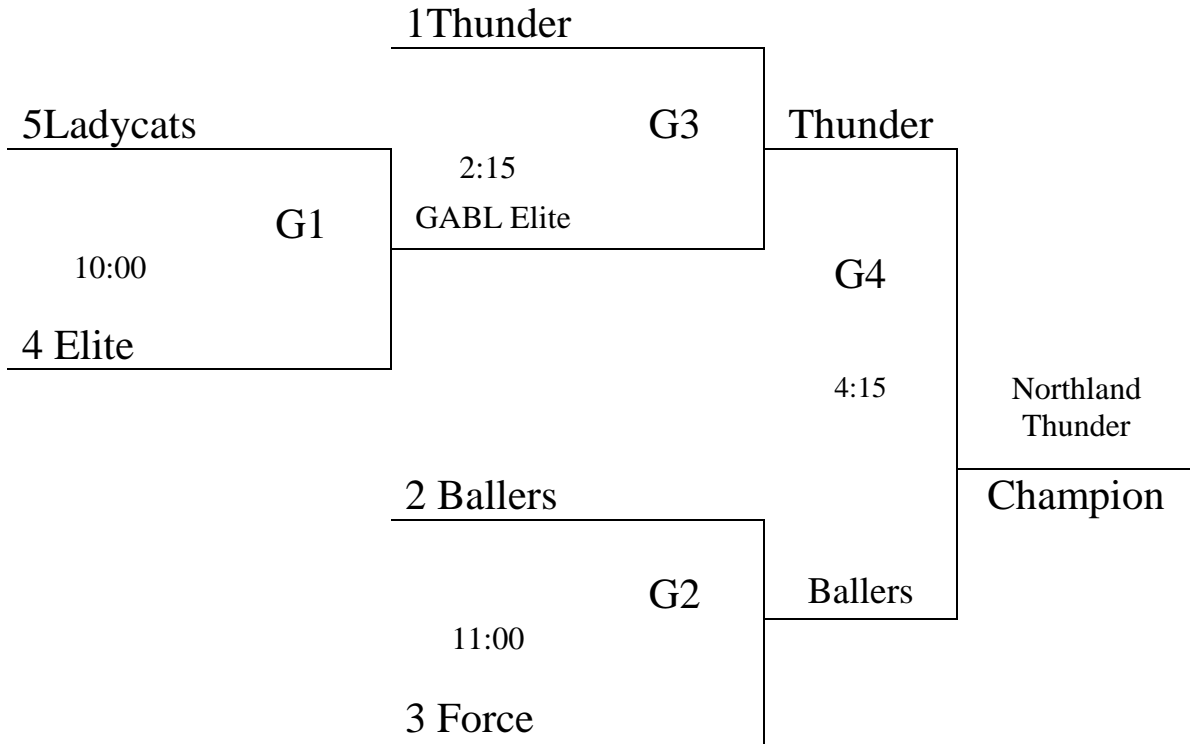 1Thunder
5Ladycats
G3
Thunder
2:15
GABL Elite
G1
10:00
G4
4 Elite
4:15
Northland
Thunder
2 Ballers
Champion
G2
Ballers
11:00
3 Force